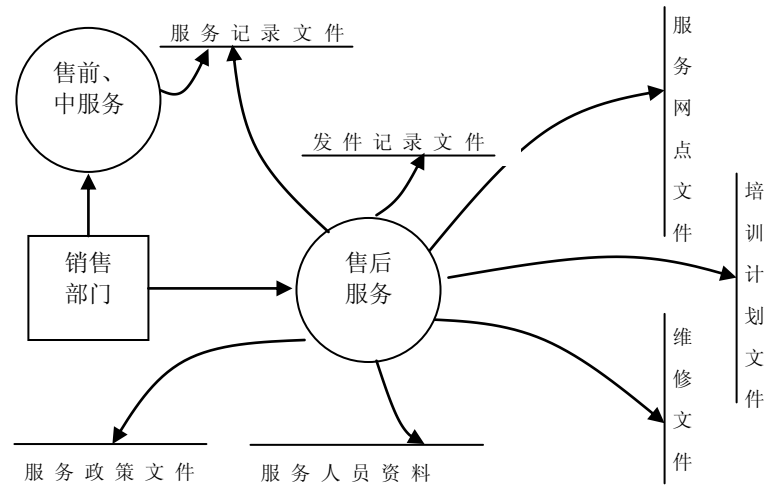 服务记录文件
售前、
中服务
发件记录文件
服务网点文件
培训计划文件
销售
部门
售后
服务
维修文件
服务政策文件
服务人员资料